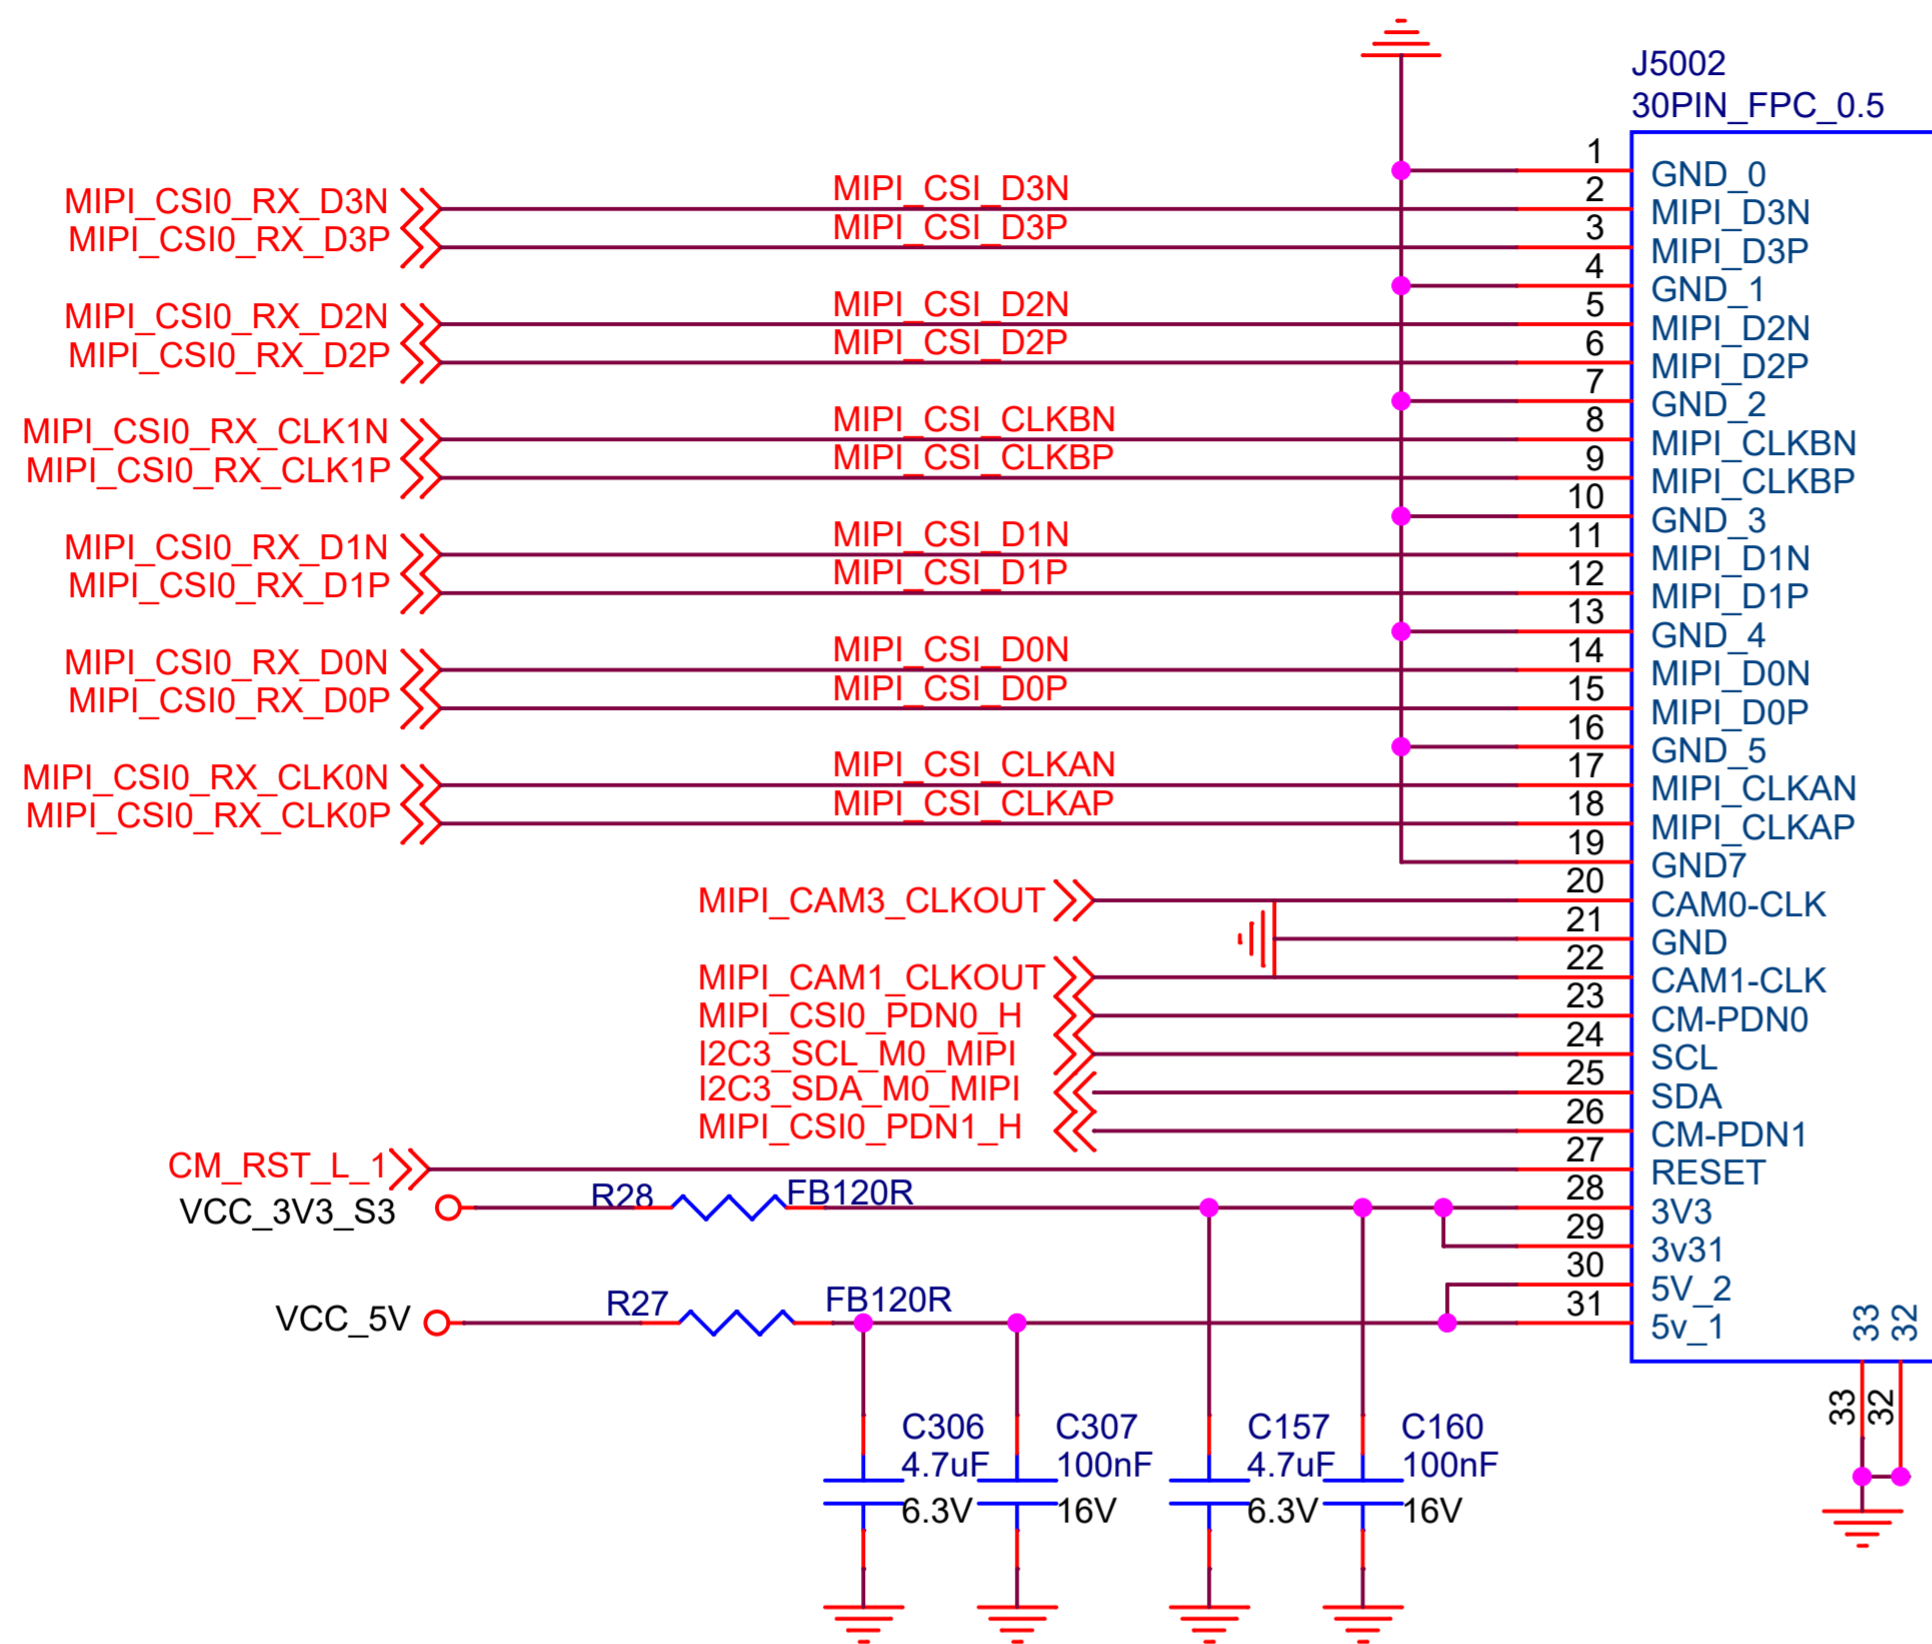 J5002
30PIN_FPC_0.5
1 GND_0
MIPI_CSI0_RX_D3N MIPI_CSI_D3N 2 MIPI_D3N
MIPI_CSI0_RX_D3P MIPI_CSI_D3P 3 MIPI_D3P
4 GND_1
MIPI_CSI0_RX_D2N MIPI_CSI_D2N 5 MIPI_D2N
MIPI_CSI0_RX_D2P MIPI_CSI_D2P 6 MIPI_D2P
7 GND_2
MIPI_CSI0_RX_CLK1N MIPI_CSI_CLKBN 8 MIPI_CLKBN
MIPI_CSI0_RX_CLK1P MIPI_CSI_CLKBP 9 MIPI_CLKBP
10 GND_3
MIPI_CSI0_RX_D1N MIPI_CSI_D1N 11 MIPI_D1N
MIPI_CSI0_RX_D1P MIPI_CSI_D1P 12 MIPI_D1P
13 GND_4
MIPI_CSI0_RX_D0N MIPI_CSI_D0N 14 MIPI_D0N
MIPI_CSI0_RX_D0P MIPI_CSI_D0P 15 MIPI_D0P
16 GND_5
MIPI_CSI0_RX_CLK0N MIPI_CSI_CLKAN 17 MIPI_CLKAN
MIPI_CSI0_RX_CLK0P MIPI_CSI_CLKAP 18 MIPI_CLKAP
19 GND7
MIPI_CAM3_CLKOUT 20 CAM0-CLK
21 GND
MIPI_CAM1_CLKOUT 22 CAM1-CLK
MIPI_CSI0_PDN0_H 23 CM-PDN0
I2C3_SCL_M0_MIPI 24 SCL
I2C3_SDA_M0_MIPI 25 SDA
MIPI_CSI0_PDN1_H 26 CM-PDN1
CM_RST_L_1 27 RESET
VCC_3V3_S3 R28 FB120R 28 3V3
29 3v31
30 5V_2
VCC_5V R27 FB120R 31 5v_1
33 32
33 32
C306 C307 C157 C160
4.7uF 100nF 4.7uF 100nF
6.3V 16V 6.3V 16V